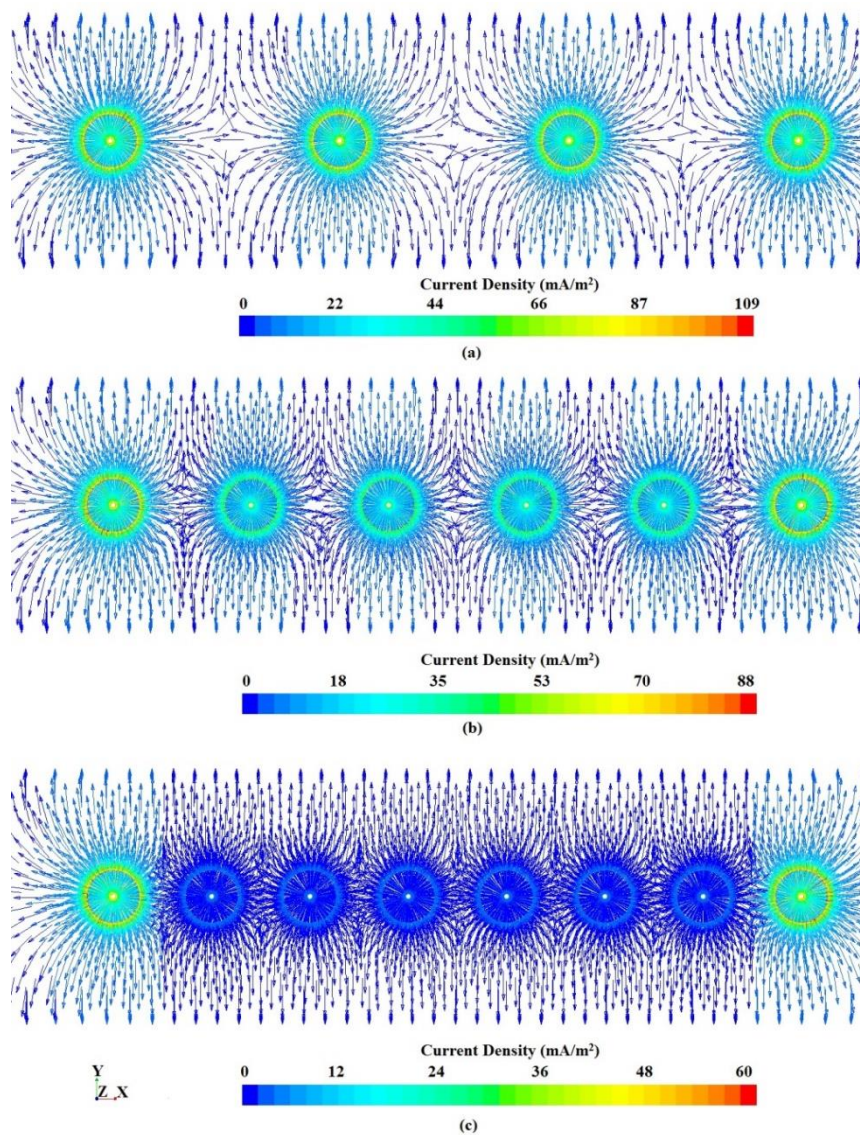 Current Density (mA/m²)
0 22 44 66 87 109
(a)
Current Density (mA/m²)
0 18 35 53 70 88
(b)
Current Density (mA/m²)
0 12 24 36 48 60
Y
Z X
(c)